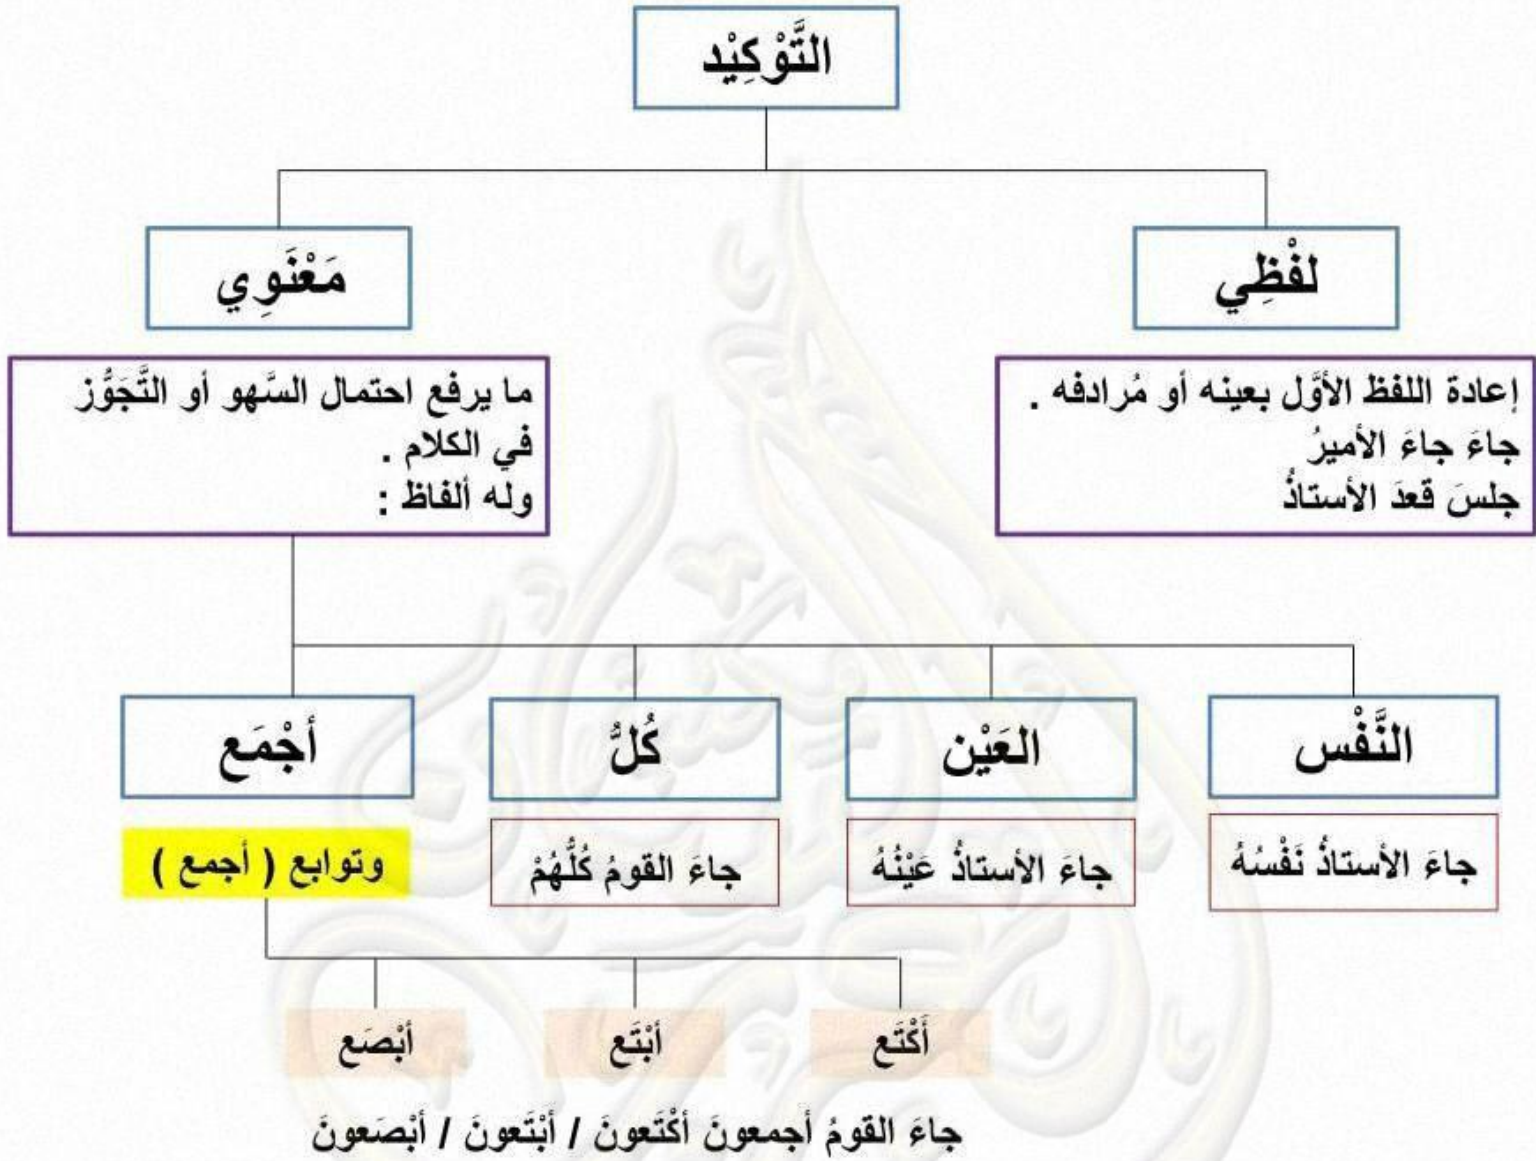 التَّوْكِيْد
لفْظِي
مَعْنَوِي
إعادة اللفظ الأوَّل بعينه أو مُرادفه .
جاءَ جاءَ الأميرُ
جلسَ قعدَ الأستاذُ
ما يرفع احتمال السَّهو أو التَّجَوُّز
في الكلام .
وله ألفاظ :
النَّفْس
العَيْن
كُلُّ
أجْمَع
جاءَ الأستاذُ نَفْسُهُ
جاءَ الأستاذُ عَيْنُهُ
جاءَ القومُ كُلُّهُمْ
وتوابع ( أجمع )
أَكْتَع
أبْتَع
أبْصَع
جاءَ القومُ أجمعونَ أكْتَعونَ / أبْتَعونَ / أبْصَعونَ